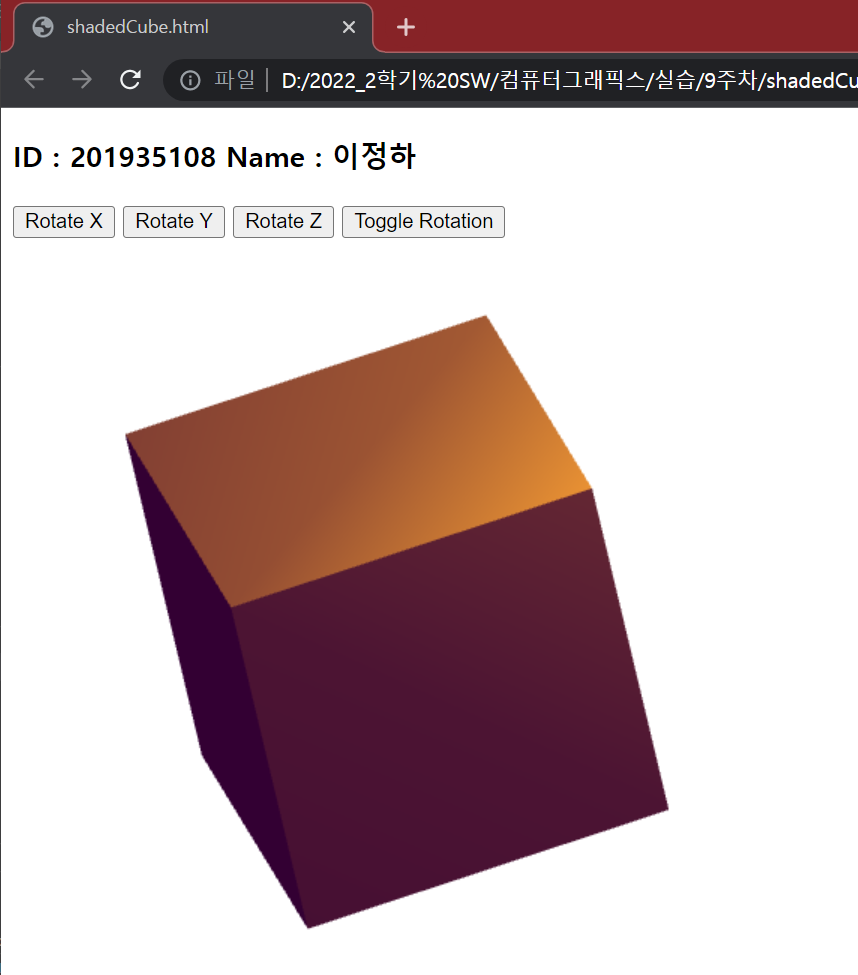 shadedCube.html
파일 D:/2022_2학기%20SW/컴퓨터그래픽스/실습/9주차/shadedCu
ID : 201935108 Name : 이정하
Rotate X Rotate Y Rotate Z Toggle Rotation